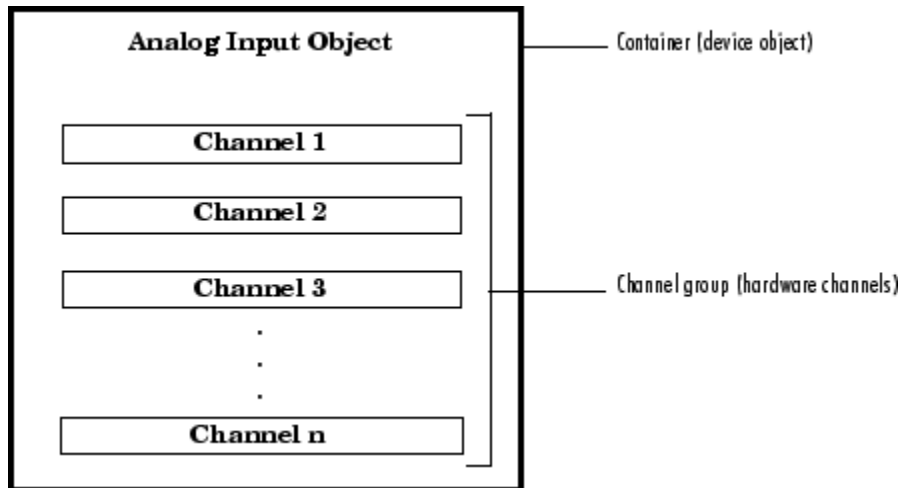 Analog Input Object
Container (device object)
Channel 1
Channel 2
Channel 3
Channel group (hardware channels)
.
.
.
Channel n